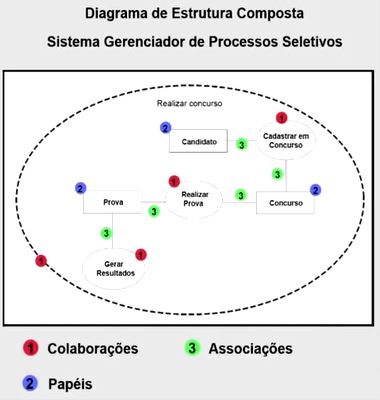 Diagrama de Estrutura Composta
Sistema Gerenciador de Processos Seletivos
Realizar concurso
1
2
Candidato
3
Cadastrar em
Concurso
3
1
2
Prova
3
Realizar
Prova
3
Concurso
2
3
1
Gerar
Resultados
1
1 Colaborações
3 Associações
2 Papéis